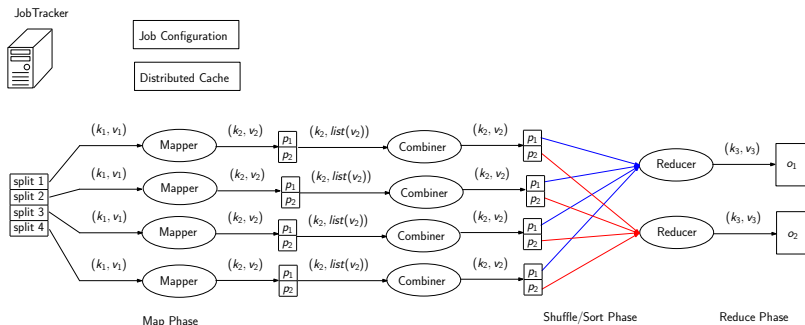 JobTracker
Job Configuration
Distributed Cache
(k₁, v₁) (k₂, v₂) (k₂, list(v₂)) (k₂, v₂)
Mapper p₁ p₂ Combiner p₁ p₂
(k₁, v₁) (k₂, v₂) (k₂, list(v₂)) (k₂, v₂)
Mapper p₁ p₂ Combiner p₁ p₂
(k₁, v₁) (k₂, v₂) (k₂, list(v₂)) (k₂, v₂)
Mapper p₁ p₂ Combiner p₁ p₂
(k₁, v₁) (k₂, v₂) (k₂, list(v₂)) (k₂, v₂)
Mapper p₁ p₂ Combiner p₁ p₂
split 1
split 2
split 3
split 4
Reducer (k₃, v₃) o₁
Reducer (k₃, v₃) o₂
Map Phase
Shuffle/Sort Phase
Reduce Phase